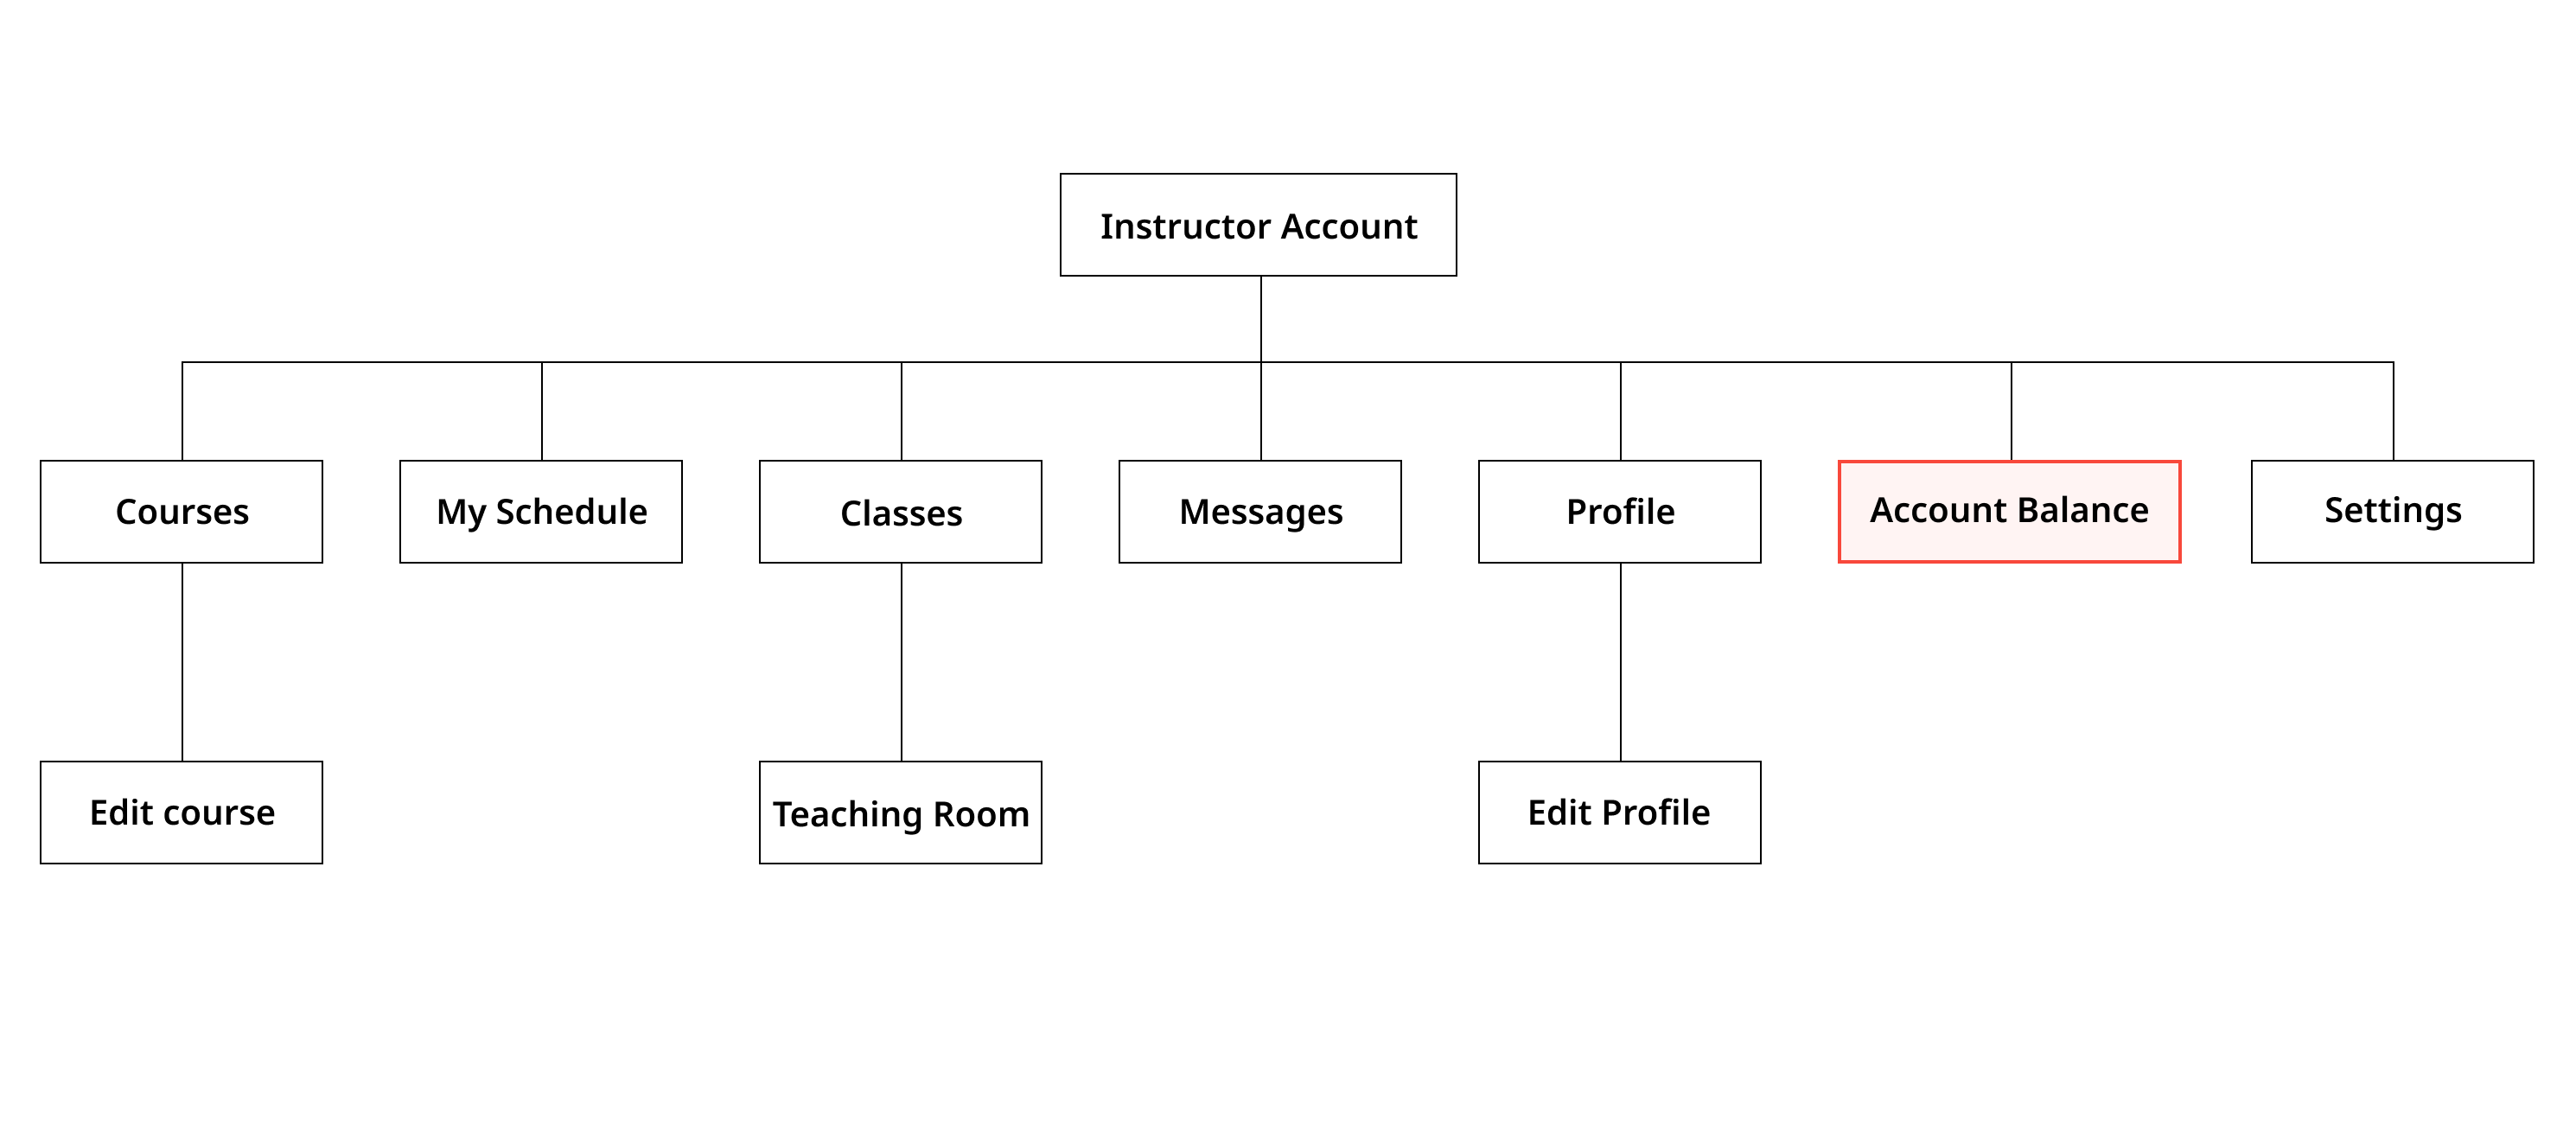 Instructor Account
Courses
My Schedule
Classes
Messages
Profile
Account Balance
Settings
Edit course
Teaching Room
Edit Profile